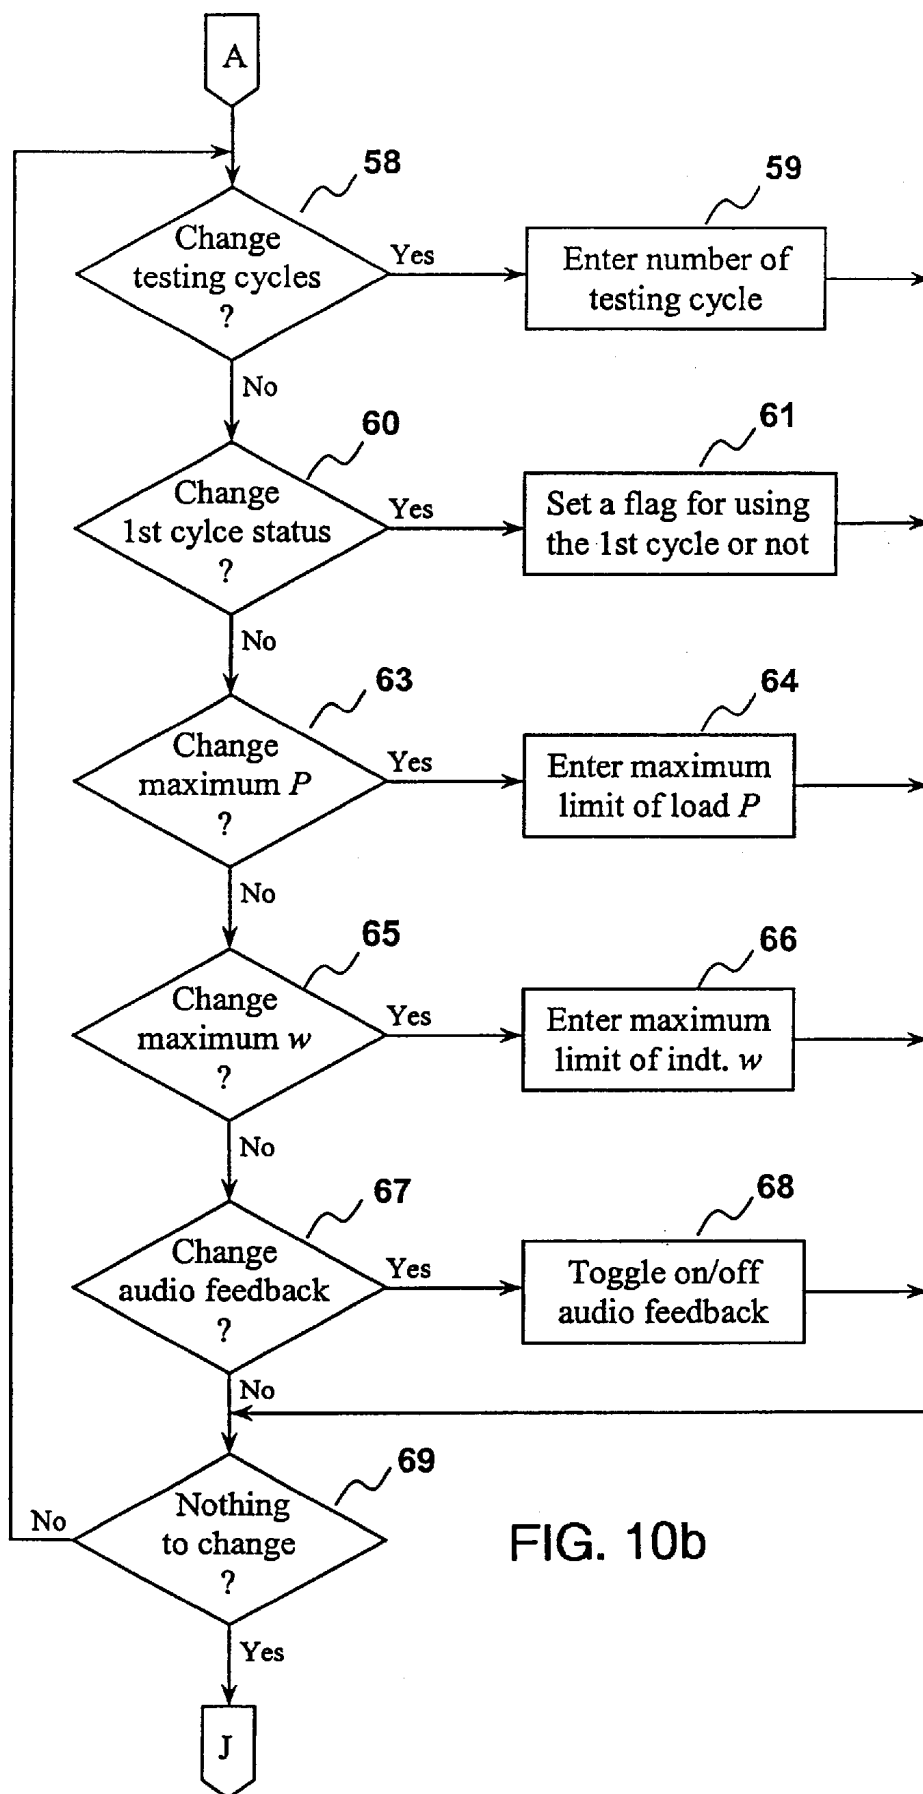 A
58
Change
testing cycles
?
Yes
59
Enter number of
testing cycle
No
60
Change
1st cylce status
?
Yes
61
Set a flag for using
the 1st cycle or not
No
63
Change
maximum P
?
Yes
64
Enter maximum
limit of load P
No
65
Change
maximum w
?
Yes
66
Enter maximum
limit of indt. w
No
67
Change
audio feedback
?
Yes
68
Toggle on/off
audio feedback
No
69
Nothing
to change
?
No
Yes
J
FIG. 10b